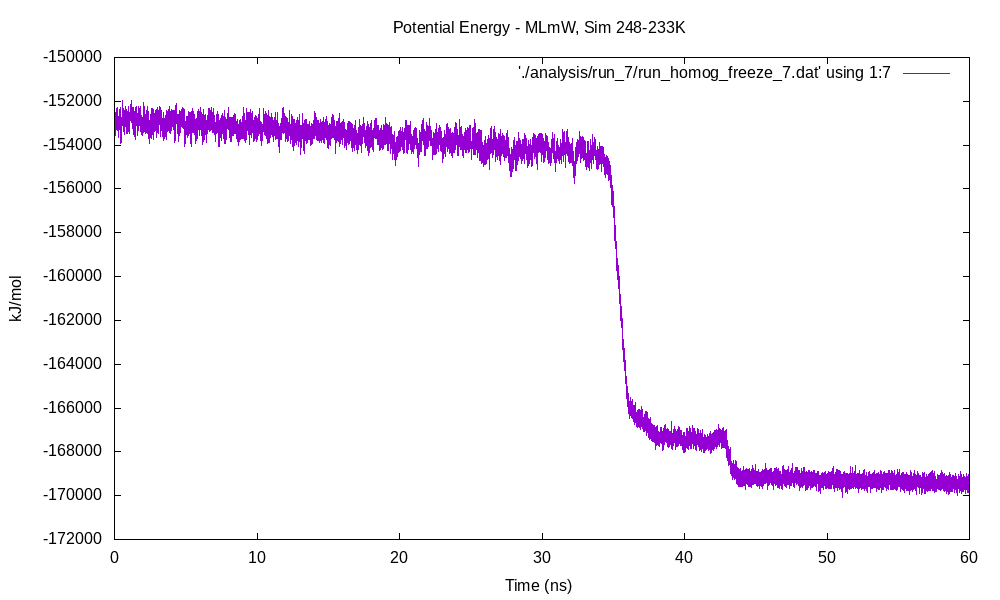 Potential Energy - MLmW, Sim 248-233K
'./analysis/run_7/run_homog_freeze_7.dat' using 1:7
-150000
-152000
-154000
-156000
-158000
-160000
-162000
-164000
-166000
-168000
-170000
-172000
kJ/mol
0 10 20 30 40 50 60
Time (ns)